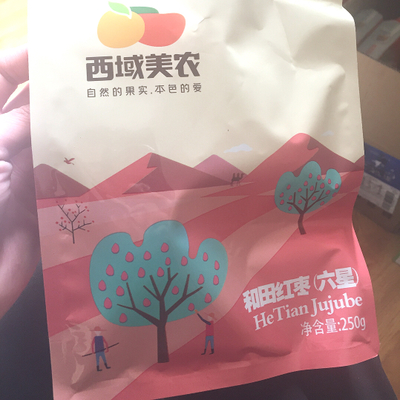 西域美农
自然的果实.本色的爱
和田红枣(六星)
HeTian Jujube
净含量:250g